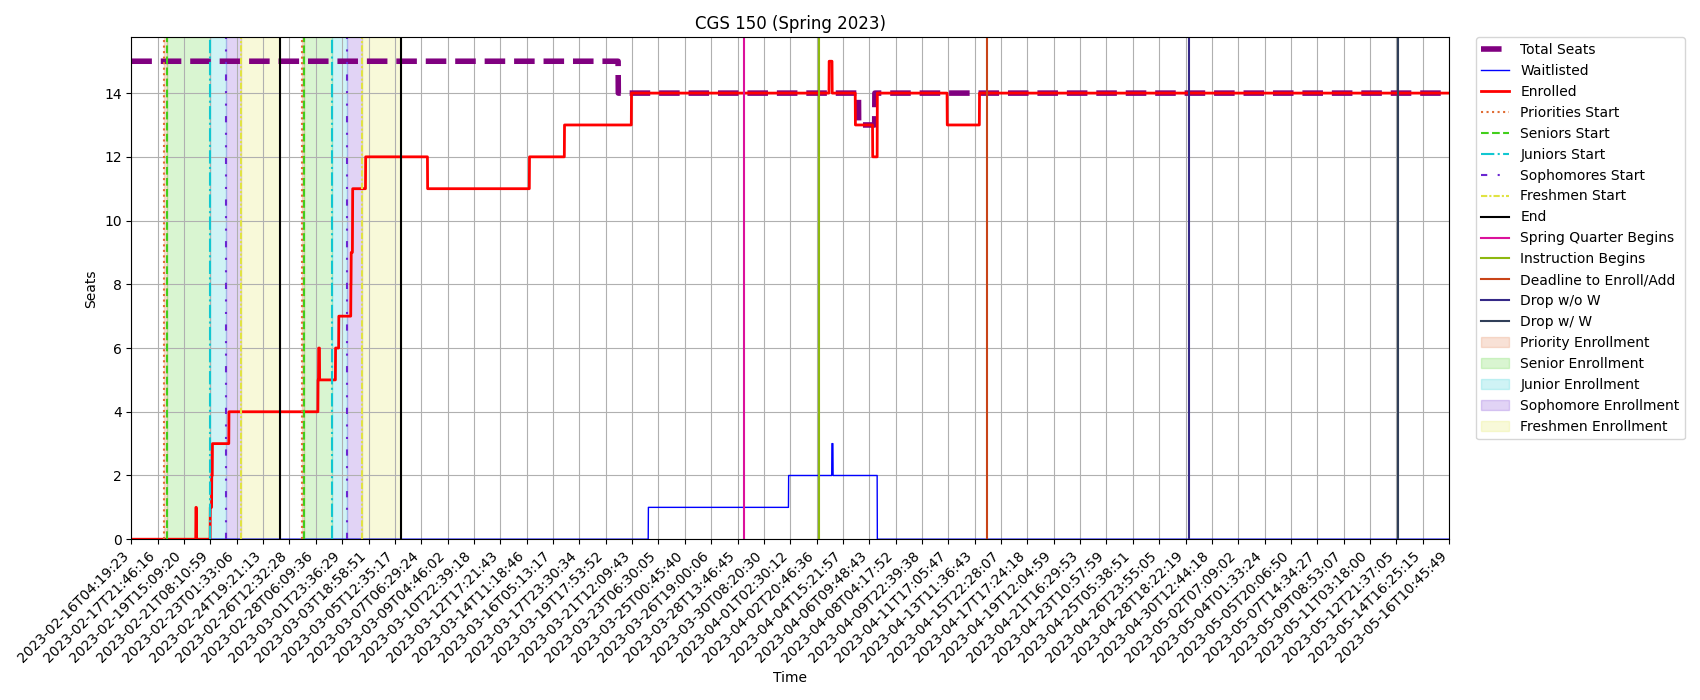 CGS 150 (Spring 2023)
Seats
14
12
10
8
6
4
2
0
2023-02-16T04:19:23
2023-02-17T21:46:16
2023-02-19T15:09:20
2023-02-21T08:10:59
2023-02-23T01:33:06
2023-02-24T19:21:13
2023-02-26T12:32:28
2023-02-28T06:09:36
2023-03-01T23:36:29
2023-03-03T18:58:51
2023-03-05T12:35:17
2023-03-07T06:29:24
2023-03-09T04:46:02
2023-03-10T22:39:18
2023-03-12T17:21:43
2023-03-14T11:18:46
2023-03-16T05:13:17
2023-03-17T23:30:34
2023-03-19T17:53:52
2023-03-21T12:09:43
2023-03-23T06:30:05
2023-03-25T00:45:40
2023-03-26T19:00:06
2023-03-28T13:46:45
2023-03-30T08:20:30
2023-04-01T02:30:12
2023-04-02T20:46:36
2023-04-04T15:21:57
2023-04-06T09:48:43
2023-04-08T04:17:52
2023-04-09T22:39:38
2023-04-11T17:05:47
2023-04-13T11:36:43
2023-04-15T22:28:07
2023-04-17T17:24:18
2023-04-19T12:04:59
2023-04-21T16:29:53
2023-04-23T10:57:59
2023-04-25T05:38:51
2023-04-26T23:55:05
2023-04-28T18:22:19
2023-04-30T12:44:18
2023-05-02T07:09:02
2023-05-04T01:33:24
2023-05-05T20:06:50
2023-05-07T14:34:27
2023-05-09T08:53:07
2023-05-11T03:18:00
2023-05-12T21:37:05
2023-05-14T16:25:15
2023-05-16T10:45:49
Time
Total Seats
Waitlisted
Enrolled
Priorities Start
Seniors Start
Juniors Start
Sophomores Start
Freshmen Start
End
Spring Quarter Begins
Instruction Begins
Deadline to Enroll/Add
Drop w/o W
Drop w/ W
Priority Enrollment
Senior Enrollment
Junior Enrollment
Sophomore Enrollment
Freshmen Enrollment